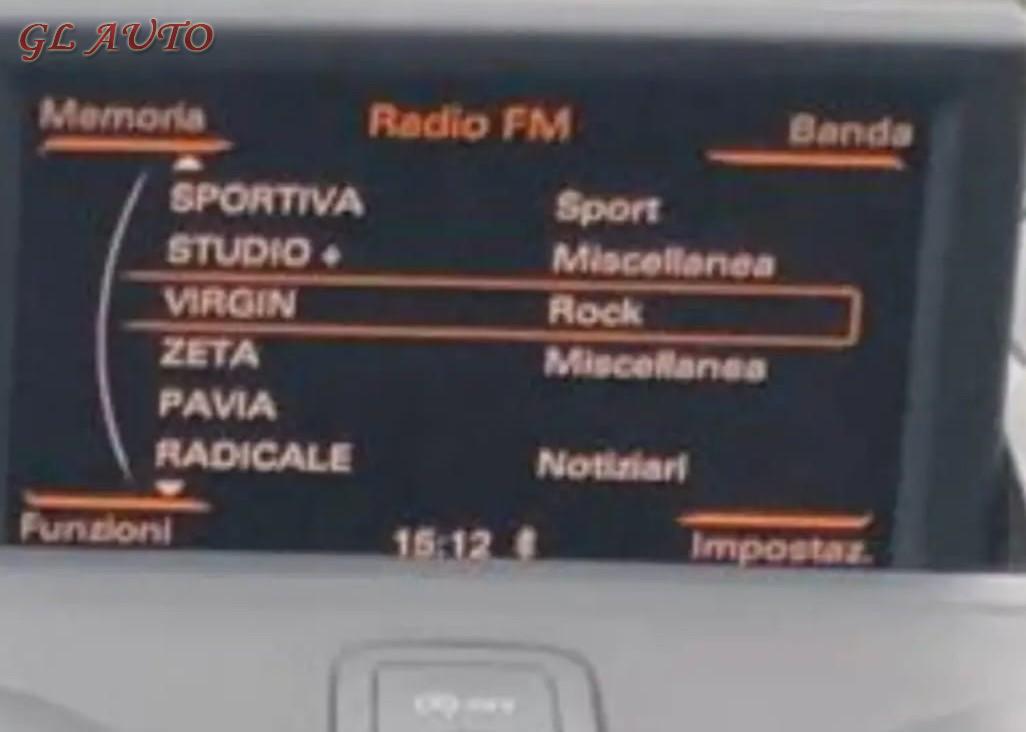 GL AUTO
Memoria Radio FM Banda
SPORTIVA Sport
STUDIO + Miscellanea
VIRGIN Rock
ZETA Miscellanea
PAVIA
RADICALE Notiziari
Funzioni 15:12 Impostaz.